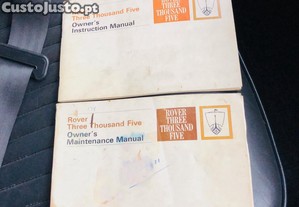 CustoJusto.pt
Three Thousand Five
Owner's
Instruction Manual
ROVER
THREE
THOUSAND
FIVE
Rover
Three Thousand Five
Owner's
Maintenance Manual
ROVER
THREE
THOUSAND
FIVE